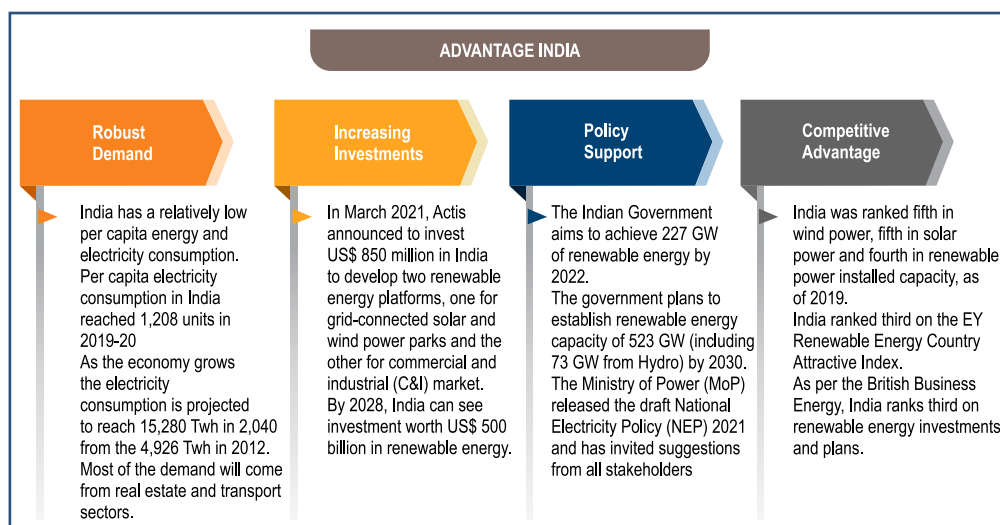 ADVANTAGE INDIA
Robust
Demand
India has a relatively low
per capita energy and
electricity consumption.
Per capita electricity
consumption in India
reached 1,208 units in
2019-20
As the economy grows
the electricity
consumption is projected
to reach 15,280 Twh in 2,040
from the 4,926 Twh in 2012.
Most of the demand will come
from real estate and transport
sectors.
Increasing
Investments
In March 2021, Actis
announced to invest
US$ 850 million in India
to develop two renewable
energy platforms, one for
grid-connected solar and
wind power parks and the
other for commercial and
industrial (C&I) market.
By 2028, India can see
investment worth US$ 500
billion in renewable energy.
Policy
Support
The Indian Government
aims to achieve 227 GW
of renewable energy by
2022.
The government plans to
establish renewable energy
capacity of 523 GW (including
73 GW from Hydro) by 2030.
The Ministry of Power (MoP)
released the draft National
Electricity Policy (NEP) 2021
and has invited suggestions
from all stakeholders
Competitive
Advantage
India was ranked fifth in
wind power, fifth in solar
power and fourth in renewable
power installed capacity, as
of 2019.
India ranked third on the EY
Renewable Energy Country
Attractive Index.
As per the British Business
Energy, India ranks third on
renewable energy investments
and plans.